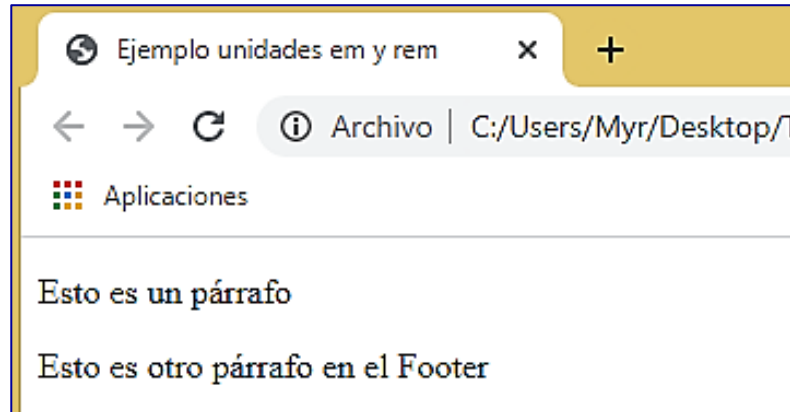 Ejemplo unidades em y rem
Archivo | C:/Users/Myr/Desktop/
Aplicaciones
Esto es un párrafo
Esto es otro párrafo en el Footer